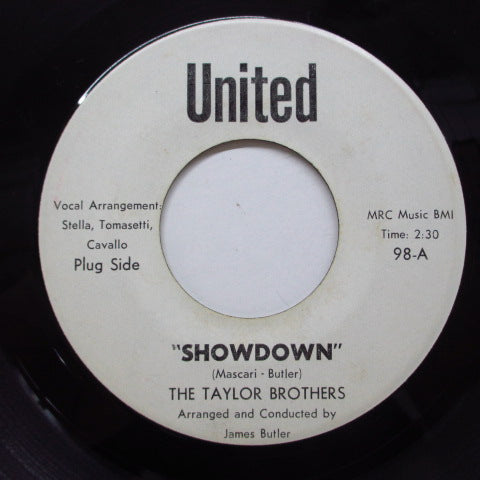 United
Vocal Arrangement:
Stella, Tomasetti,
Cavallo
Plug Side
MRC Music BMI
Time: 2:30
98-A
"SHOWDOWN"
(Mascari - Butler)
THE TAYLOR BROTHERS
Arranged and Conducted by
James Butler